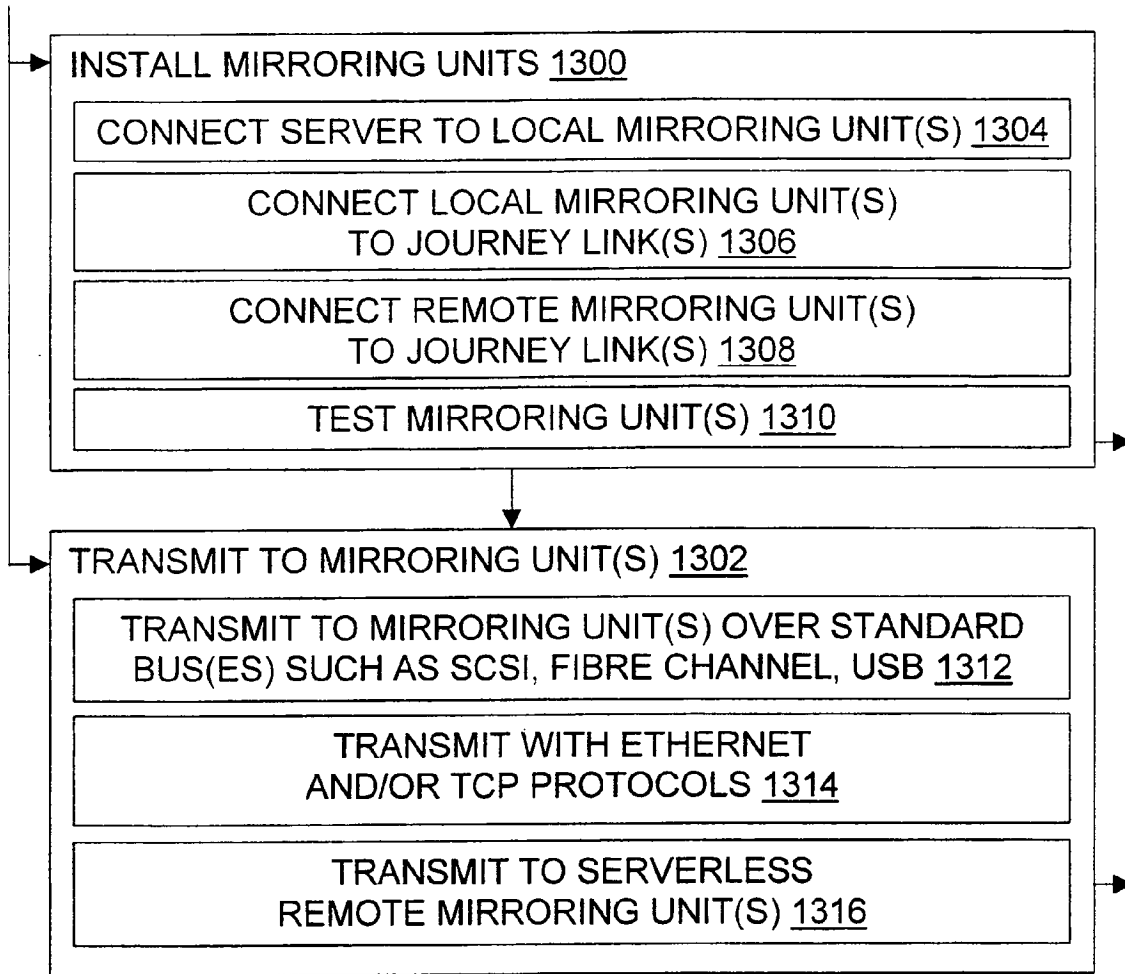 INSTALL MIRRORING UNITS 1300
CONNECT SERVER TO LOCAL MIRRORING UNIT(S) 1304
CONNECT LOCAL MIRRORING UNIT(S)
TO JOURNEY LINK(S) 1306
CONNECT REMOTE MIRRORING UNIT(S)
TO JOURNEY LINK(S) 1308
TEST MIRRORING UNIT(S) 1310
TRANSMIT TO MIRRORING UNIT(S) 1302
TRANSMIT TO MIRRORING UNIT(S) OVER STANDARD
BUS(ES) SUCH AS SCSI, FIBRE CHANNEL, USB 1312
TRANSMIT WITH ETHERNET
AND/OR TCP PROTOCOLS 1314
TRANSMIT TO SERVERLESS
REMOTE MIRRORING UNIT(S) 1316